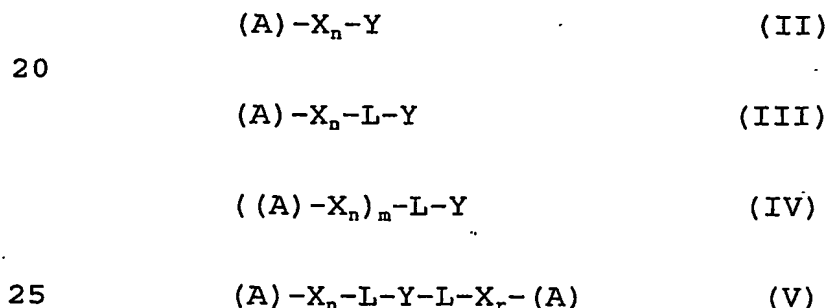 (A)-Xn-Y (II)
20
(A)-Xn-L-Y (III)
((A)-Xn)m-L-Y (IV)
25 (A)-Xn-L-Y-L-Xr-(A) (V)